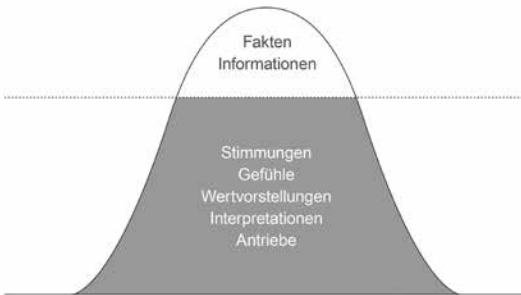 Fakten
Informationen
Stimmungen
Gefühle
Wertvorstellungen
Interpretationen
Antriebe